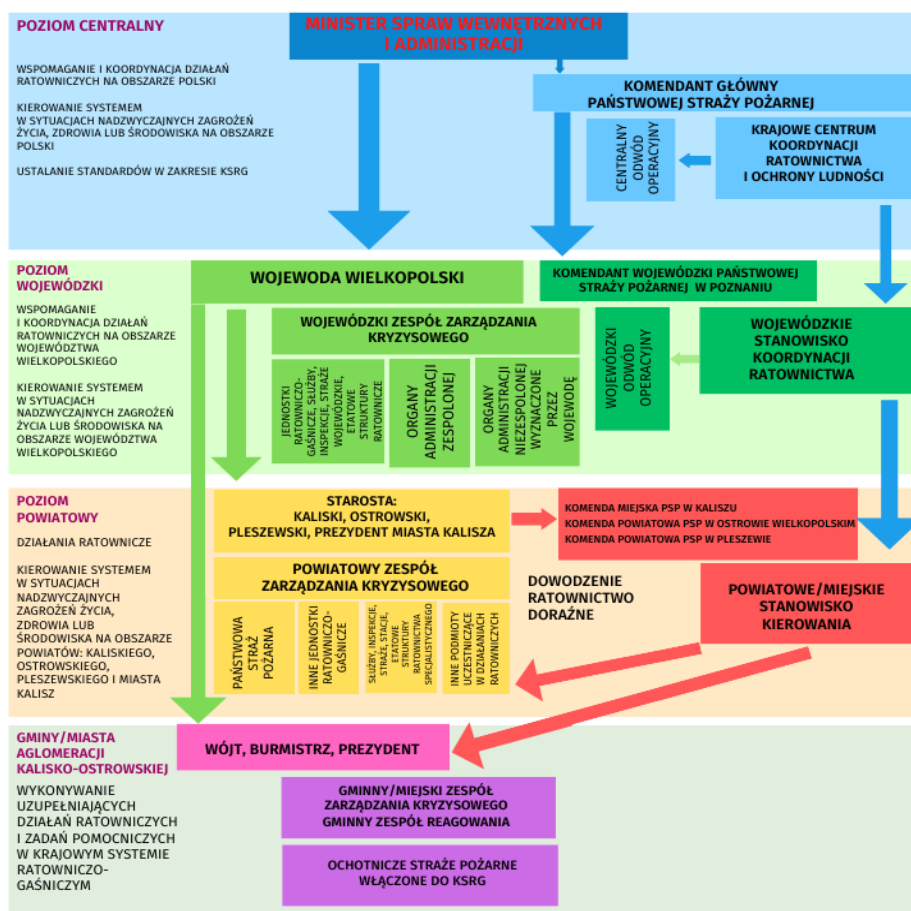 POZIOM CENTRALNY
WSPOMAGANIE I KOORDYNACJA DZIAŁAŃ
RATOWNICZYCH NA OBSZARZE POLSKI
KIEROWANIE SYSTEMEM
W SYTUACJACH NADZWYCZAJNYCH ZAGROŻEŃ
ŻYCIA, ZDROWIA LUB ŚRODOWISKA NA OBSZARZE
POLSKI
USTALANIE STANDARDÓW W ZAKRESIE KSRG
MINISTER SPRAW WEWNĘTRZNYCH
I ADMINISTRACJI
KOMENDANT GŁÓWNY
PAŃSTWOWEJ STRAŻY POŻARNEJ
CENTRALNY
ODWÓD
OPERACYJNY
KRAJOWE CENTRUM
KOORDYNACJI
RATOWNICTWA
I OCHRONY LUDNOŚCI
POZIOM
WOJEWÓDZKI
WSPOMAGANIE
I KOORDYNACJA DZIAŁAŃ
RATOWNICZYCH NA OBSZARZE
WOJEWÓDZTWA
WIELKOPOLSKIEGO
KIEROWANIE SYSTEMEM
W SYTUACJACH
NADZWYCZAJNYCH ZAGROŻEŃ
ŻYCIA LUB ŚRODOWISKA NA
OBSZARZE WOJEWÓDZTWA
WIELKOPOLSKIEGO
WOJEWODA WIELKOPOLSKI
WOJEWÓDZKI ZESPÓŁ ZARZĄDZANIA
KRYZYSOWEGO
JEDNOSTKI
RATOWNICZO-
GAŚNICZE, SŁUŻBY,
INSPEKCJE, STRAŻE
WOJEWÓDZKIE,
ETATOWE
STRUKTURY
RATOWNICZE
ORGANY
ADMINISTRACJI
ZESPOLONEJ
ORGANY
ADMINISTRACJI
NIEZESPOLONEJ
WYZNACZONE
PRZEZ
WOJEWODĘ
KOMENDANT WOJEWÓDZKI PAŃSTWOWEJ
STRAŻY POŻARNEJ W POZNANIU
WOJEWÓDZKI
ODWÓD
OPERACYJNY
WOJEWÓDZKIE
STANOWISKO
KOORDYNACJI
RATOWNICTWA
POZIOM
POWIATOWY
DZIAŁANIA RATOWNICZE
KIEROWANIE SYSTEMEM
W SYTUACJACH
NADZWYCZAJNYCH
ZAGROŻEŃ ŻYCIA,
ZDROWIA LUB
ŚRODOWISKA NA OBSZARZE
POWIATÓW: KALISKIEGO,
OSTROWSKIEGO,
PLESZEWSKIEGO I MIASTA
KALISZ
STAROSTA:
KALISKI, OSTROWSKI,
PLESZEWSKI, PREZYDENT MIASTA KALISZA
POWIATOWY ZESPÓŁ
ZARZĄDZANIA KRYZYSOWEGO
PAŃSTWOWA
STRAŻ
POŻARNA
INNE JEDNOSTKI
RATOWNICZO-
GAŚNICZE
SŁUŻBY, INSPEKCJE,
STRAŻE, STACJE,
ETATOWE
STRUKTURY
RATOWNICTWA
SPECJALISTYCZNEGO
INNE PODMIOTY
UCZESTNICZĄCE
W DZIAŁANIACH
RATOWNICZYCH
KOMENDA MIEJSKA PSP W KALISZU
KOMENDA POWIATOWA PSP W OSTROWIE WIELKOPOLSKIM
KOMENDA POWIATOWA PSP W PLESZEWIE
DOWODZENIE
RATOWNICTWO
DORAŹNE
POWIATOWE/MIEJSKIE
STANOWISKO
KIEROWANIA
GMINY/MIASTA
AGLOMERACJI
KALISKO-OSTROWSKIEJ
WYKONYWANIE
UZUPEŁNIAJĄCYCH
DZIAŁAŃ RATOWNICZYCH
I ZADAŃ POMOCNICZYCH
W KRAJOWYM SYSTEMIE
RATOWNICZO-
GAŚNICZYM
WÓJT, BURMISTRZ, PREZYDENT
GMINNY/MIEJSKI ZESPÓŁ
ZARZĄDZANIA KRYZYSOWEGO
GMINNY ZESPÓŁ REAGOWANIA
OCHOTNICZE STRAŻE POŻARNE
WŁĄCZONE DO KSRG